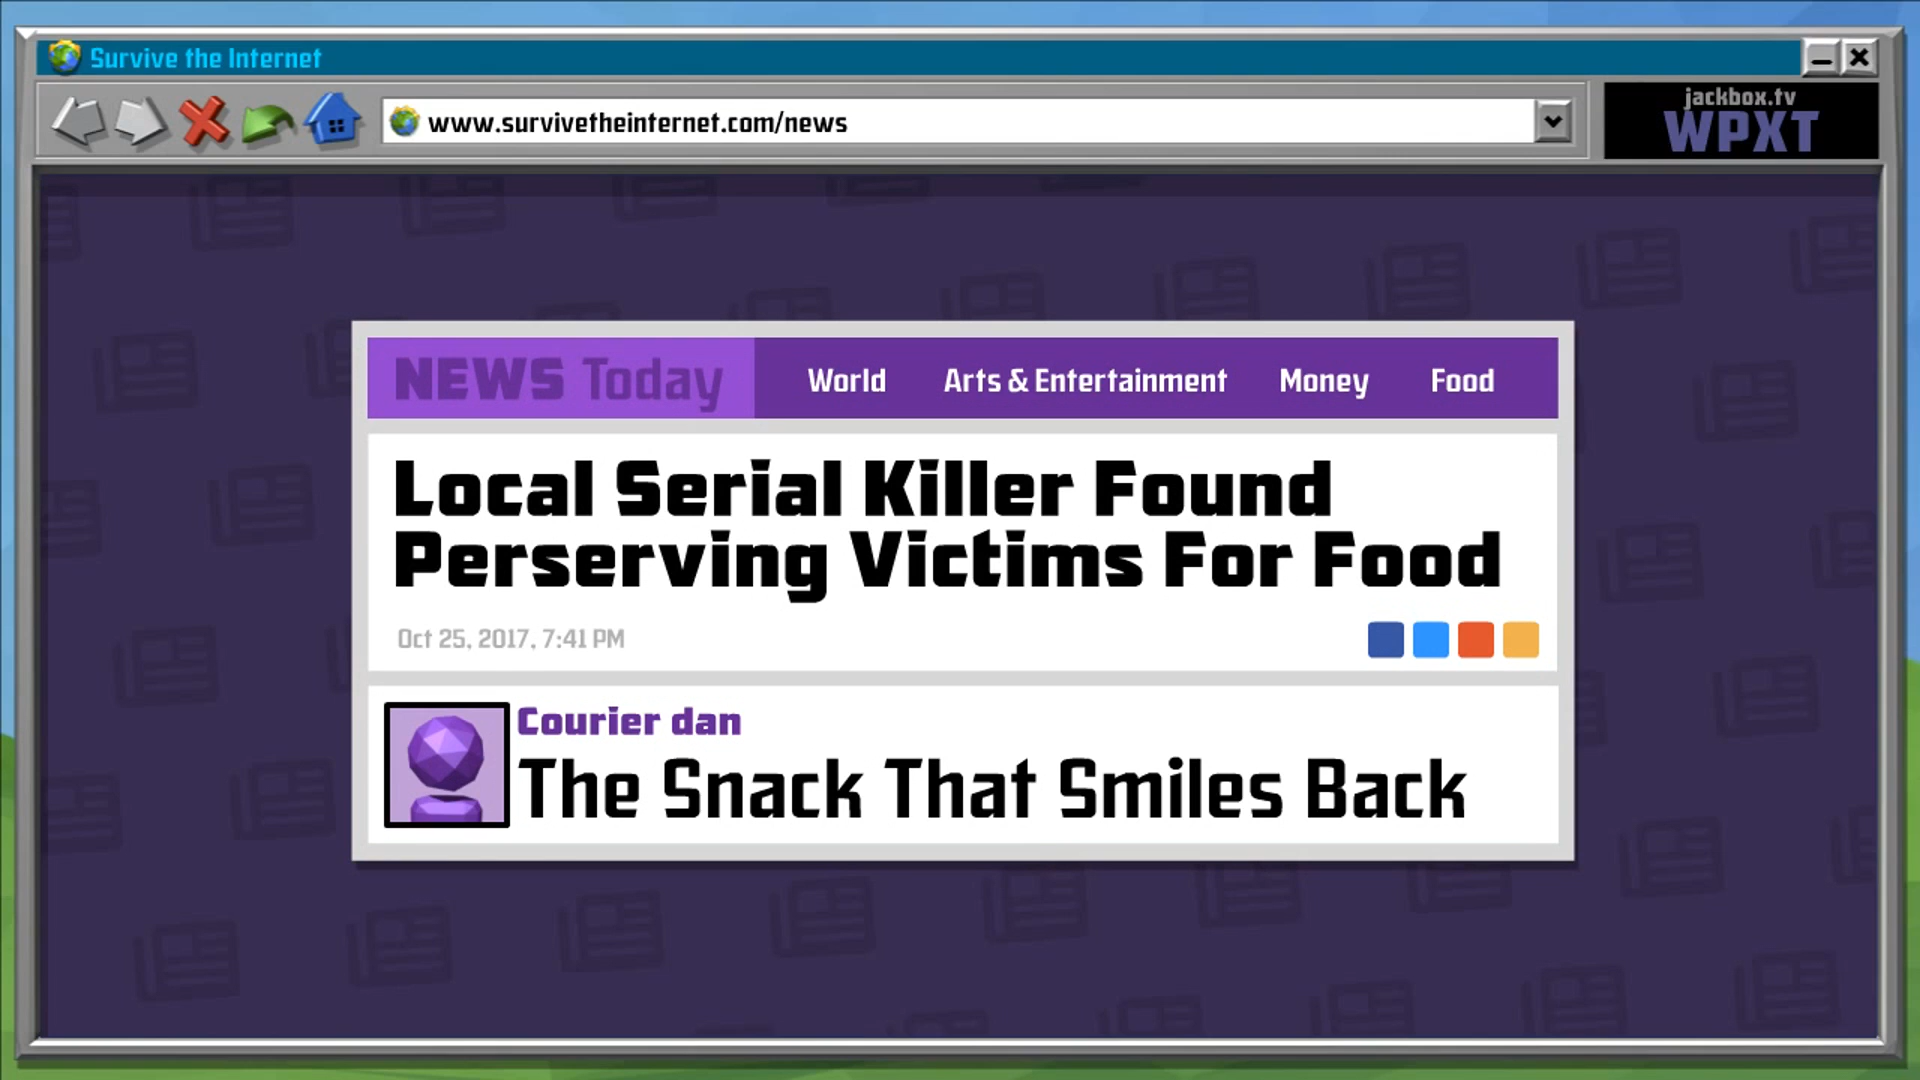 Survive the Internet
www.survivetheinternet.com/news
jackbox.tv
WPXT
NEWS Today
World
Arts & Entertainment
Money
Food
Local Serial Killer Found
Perserving Victims For Food
Oct 25, 2017, 7:41 PM
Courier dan
The Snack That Smiles Back